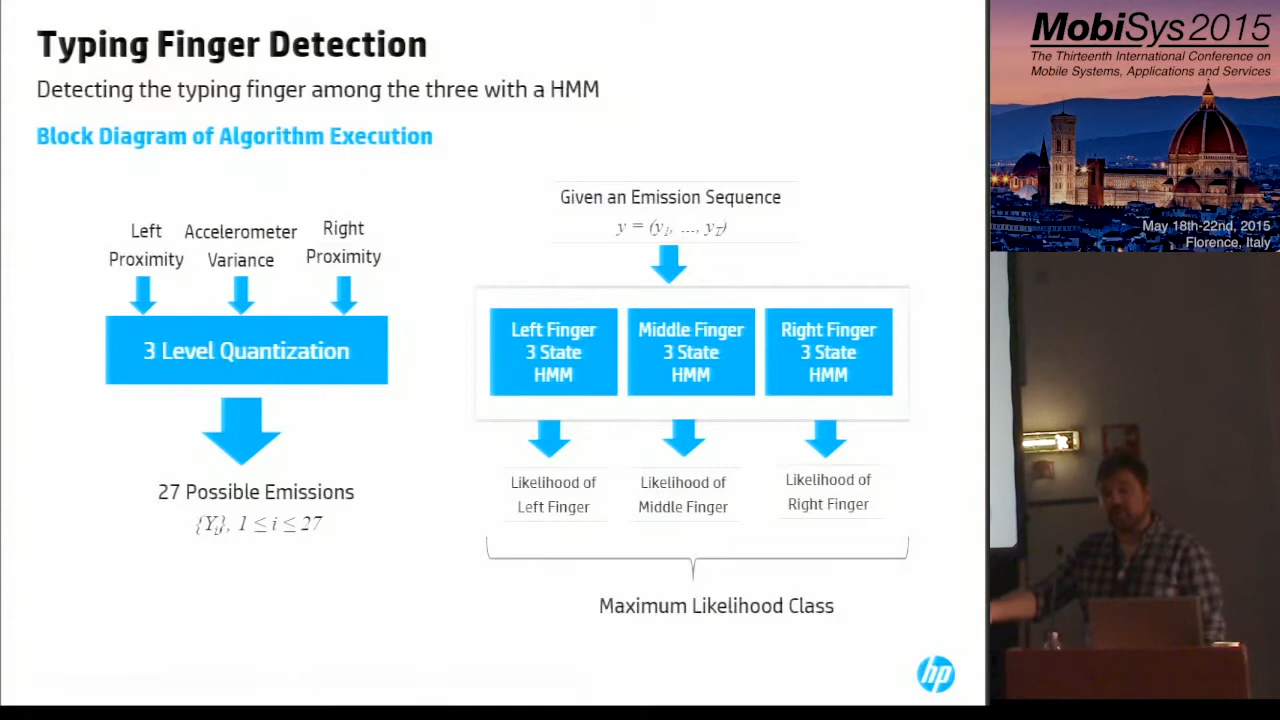 Typing Finger Detection
Detecting the typing finger among the three with a HMM
Block Diagram of Algorithm Execution
Left
Proximity
Accelerometer
Variance
Right
Proximity
3 Level Quantization
27 Possible Emissions
{Yᵢ}, 1 ≤ i ≤ 27
Given an Emission Sequence
y = (y₁, ..., y_T)
Left Finger
3 State
HMM
Middle Finger
3 State
HMM
Right Finger
3 State
HMM
Likelihood of
Left Finger
Likelihood of
Middle Finger
Likelihood of
Right Finger
Maximum Likelihood Class
hp
MobiSys 2015
The Thirteenth International Conference on
Mobile Systems, Applications and Services
May 18th-22nd, 2015
Florence, Italy